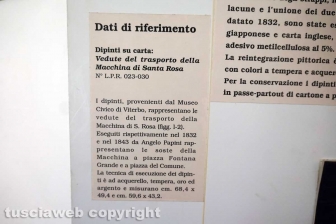 Dati di riferimento
Dipinti su carta:
Vedute del trasporto della
Macchina di Santa Rosa
N° L.P.R. 023-030
I dipinti, provenienti dal Museo
Civico di Viterbo, rappresentano le
vedute del trasporto della
Macchina di S. Rosa (figg. 1-2).
Eseguiti rispettivamente nel 1832
e nel 1843 da Angelo Papini rap-
presentano le soste della
Macchina a piazza Fontana
Grande e a piazza del Comune.
La tecnica di esecuzione dei dipin-
ti è ad acquerello, tempera, oro ed
argento e misurano cm. 68,4 x
49,4 e cm. 59,6 x 43,2.
lacune e l'unione dei due
datato 1832, sono state e
giapponese e carta inglese,
adesivo metilcellulosa al 5%.
La reintegrazione pittorica è
con colori a tempera e acque
Per la conservazione i dipinti
in passe-partout di cartone a
tusciaweb copyright ©